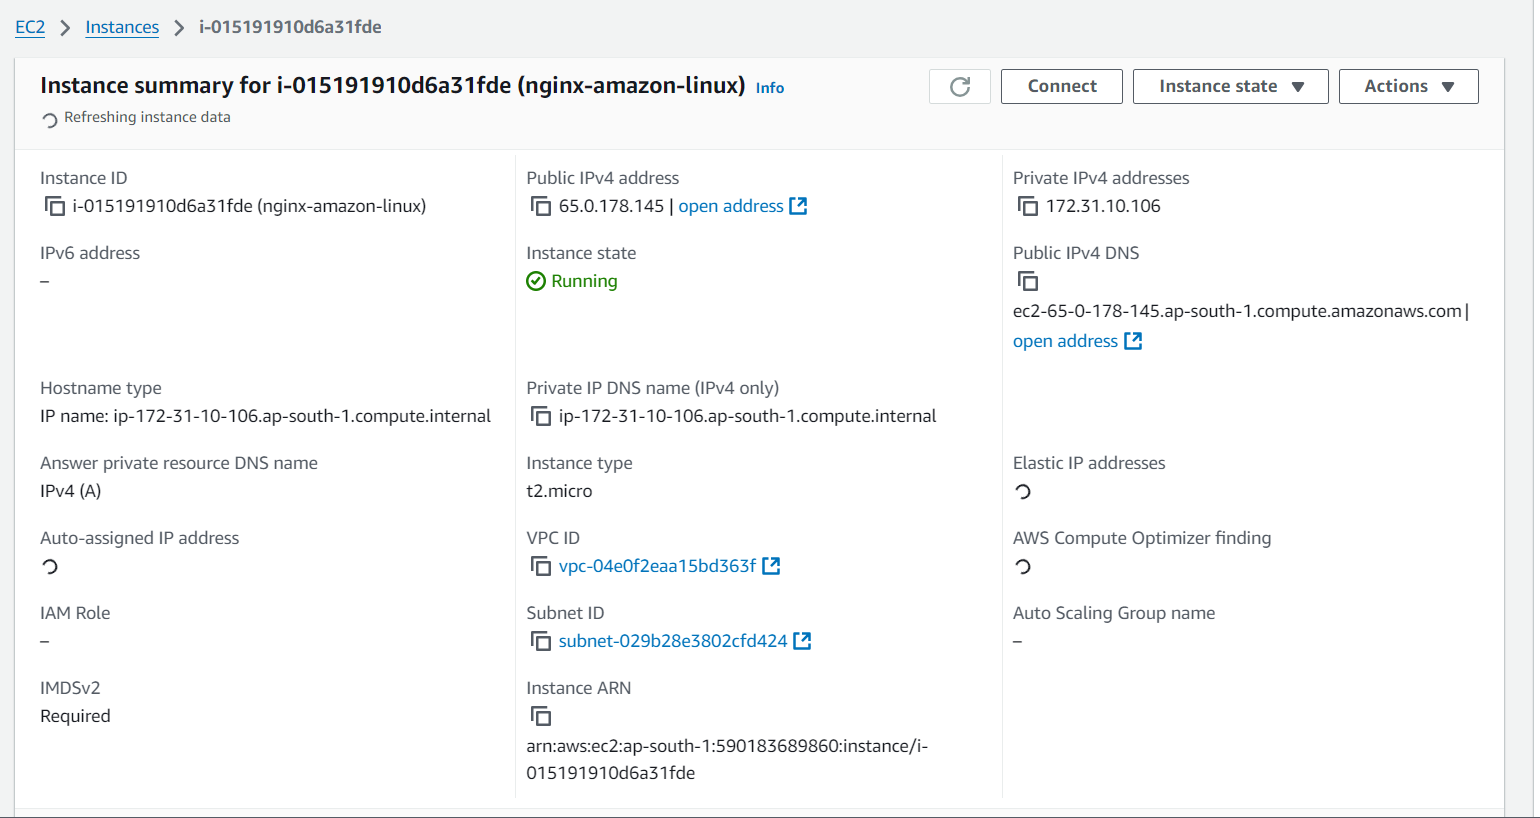 EC2 > Instances > i-015191910d6a31fde
Instance summary for i-015191910d6a31fde (nginx-amazon-linux) Info
Connect
Instance state
Actions
Refreshing instance data
Instance ID
i-015191910d6a31fde (nginx-amazon-linux)
Public IPv4 address
65.0.178.145 | open address
Private IPv4 addresses
172.31.10.106
IPv6 address
–
Instance state
Running
Public IPv4 DNS
ec2-65-0-178-145.ap-south-1.compute.amazonaws.com |
open address
Hostname type
IP name: ip-172-31-10-106.ap-south-1.compute.internal
Private IP DNS name (IPv4 only)
ip-172-31-10-106.ap-south-1.compute.internal
Answer private resource DNS name
IPv4 (A)
Instance type
t2.micro
Elastic IP addresses
Auto-assigned IP address
VPC ID
vpc-04e0f2eaa15bd363f
AWS Compute Optimizer finding
IAM Role
–
Subnet ID
subnet-029b28e3802cfd424
Auto Scaling Group name
–
IMDSv2
Required
Instance ARN
arn:aws:ec2:ap-south-1:590183689860:instance/i-
015191910d6a31fde